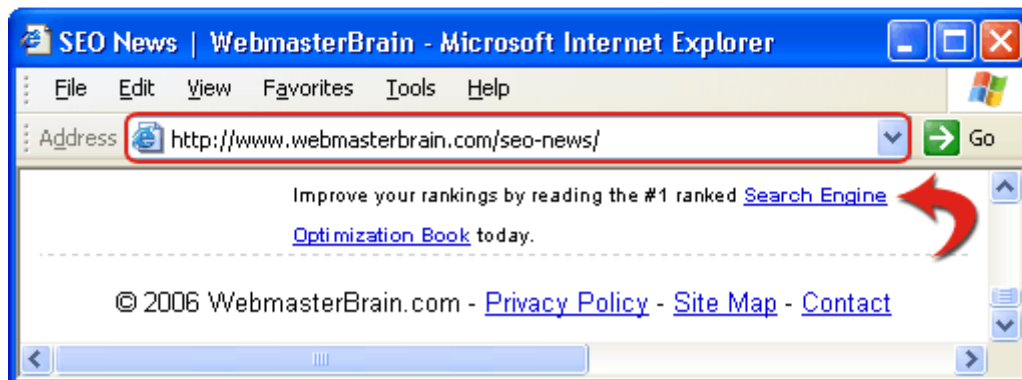 SEO News | WebmasterBrain - Microsoft Internet Explorer
File Edit View Favorites Tools Help
Address http://www.webmasterbrain.com/seo-news/ Go
Improve your rankings by reading the #1 ranked Search Engine
Optimization Book today.
© 2006 WebmasterBrain.com - Privacy Policy - Site Map - Contact